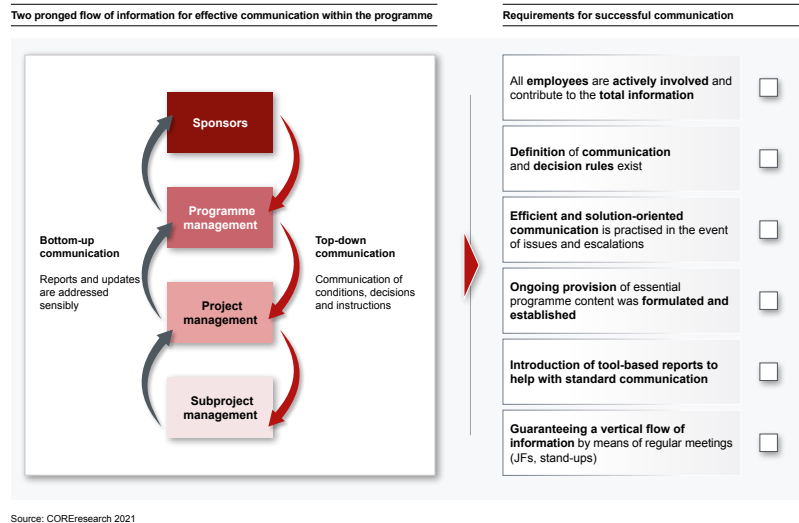 Two pronged flow of information for effective communication within the programme
Requirements for successful communication
Sponsors
Programme
management
Project
management
Subproject
management
Bottom-up
communication
Reports and updates
are addressed
sensibly
Top-down
communication
Communication of
conditions, decisions
and instructions
All employees are actively involved and
contribute to the total information
Definition of communication
and decision rules exist
Efficient and solution-oriented
communication is practised in the event
of issues and escalations
Ongoing provision of essential
programme content was formulated and
established
Introduction of tool-based reports to
help with standard communication
Guaranteeing a vertical flow of
information by means of regular meetings
(JFs, stand-ups)
Source: COREresearch 2021